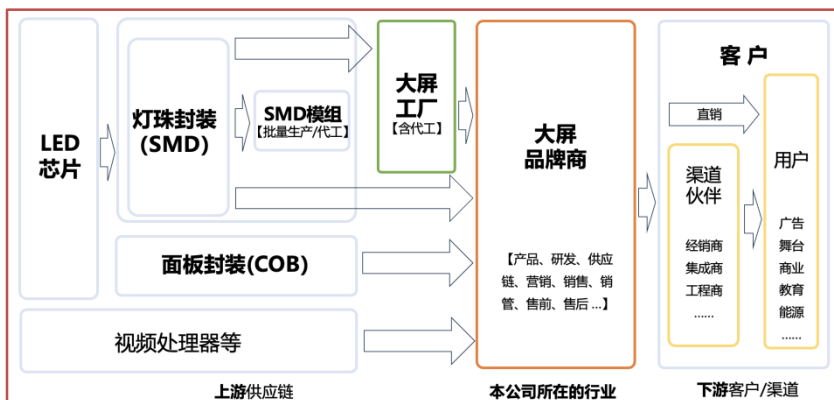 LED
芯片
灯珠封装
(SMD)
SMD模组
【批量生产/代工】
面板封装(COB)
视频处理器等
大屏
工厂
【含代工】
大屏
品牌商
【产品、研发、供应
链、营销、销售、销
管、售前、售后 ...】
客 户
直销
渠道
伙伴
经销商
集成商
工程商
......
用户
广告
舞台
商业
教育
能源
......
上游供应链
本公司所在的行业
下游客户/渠道